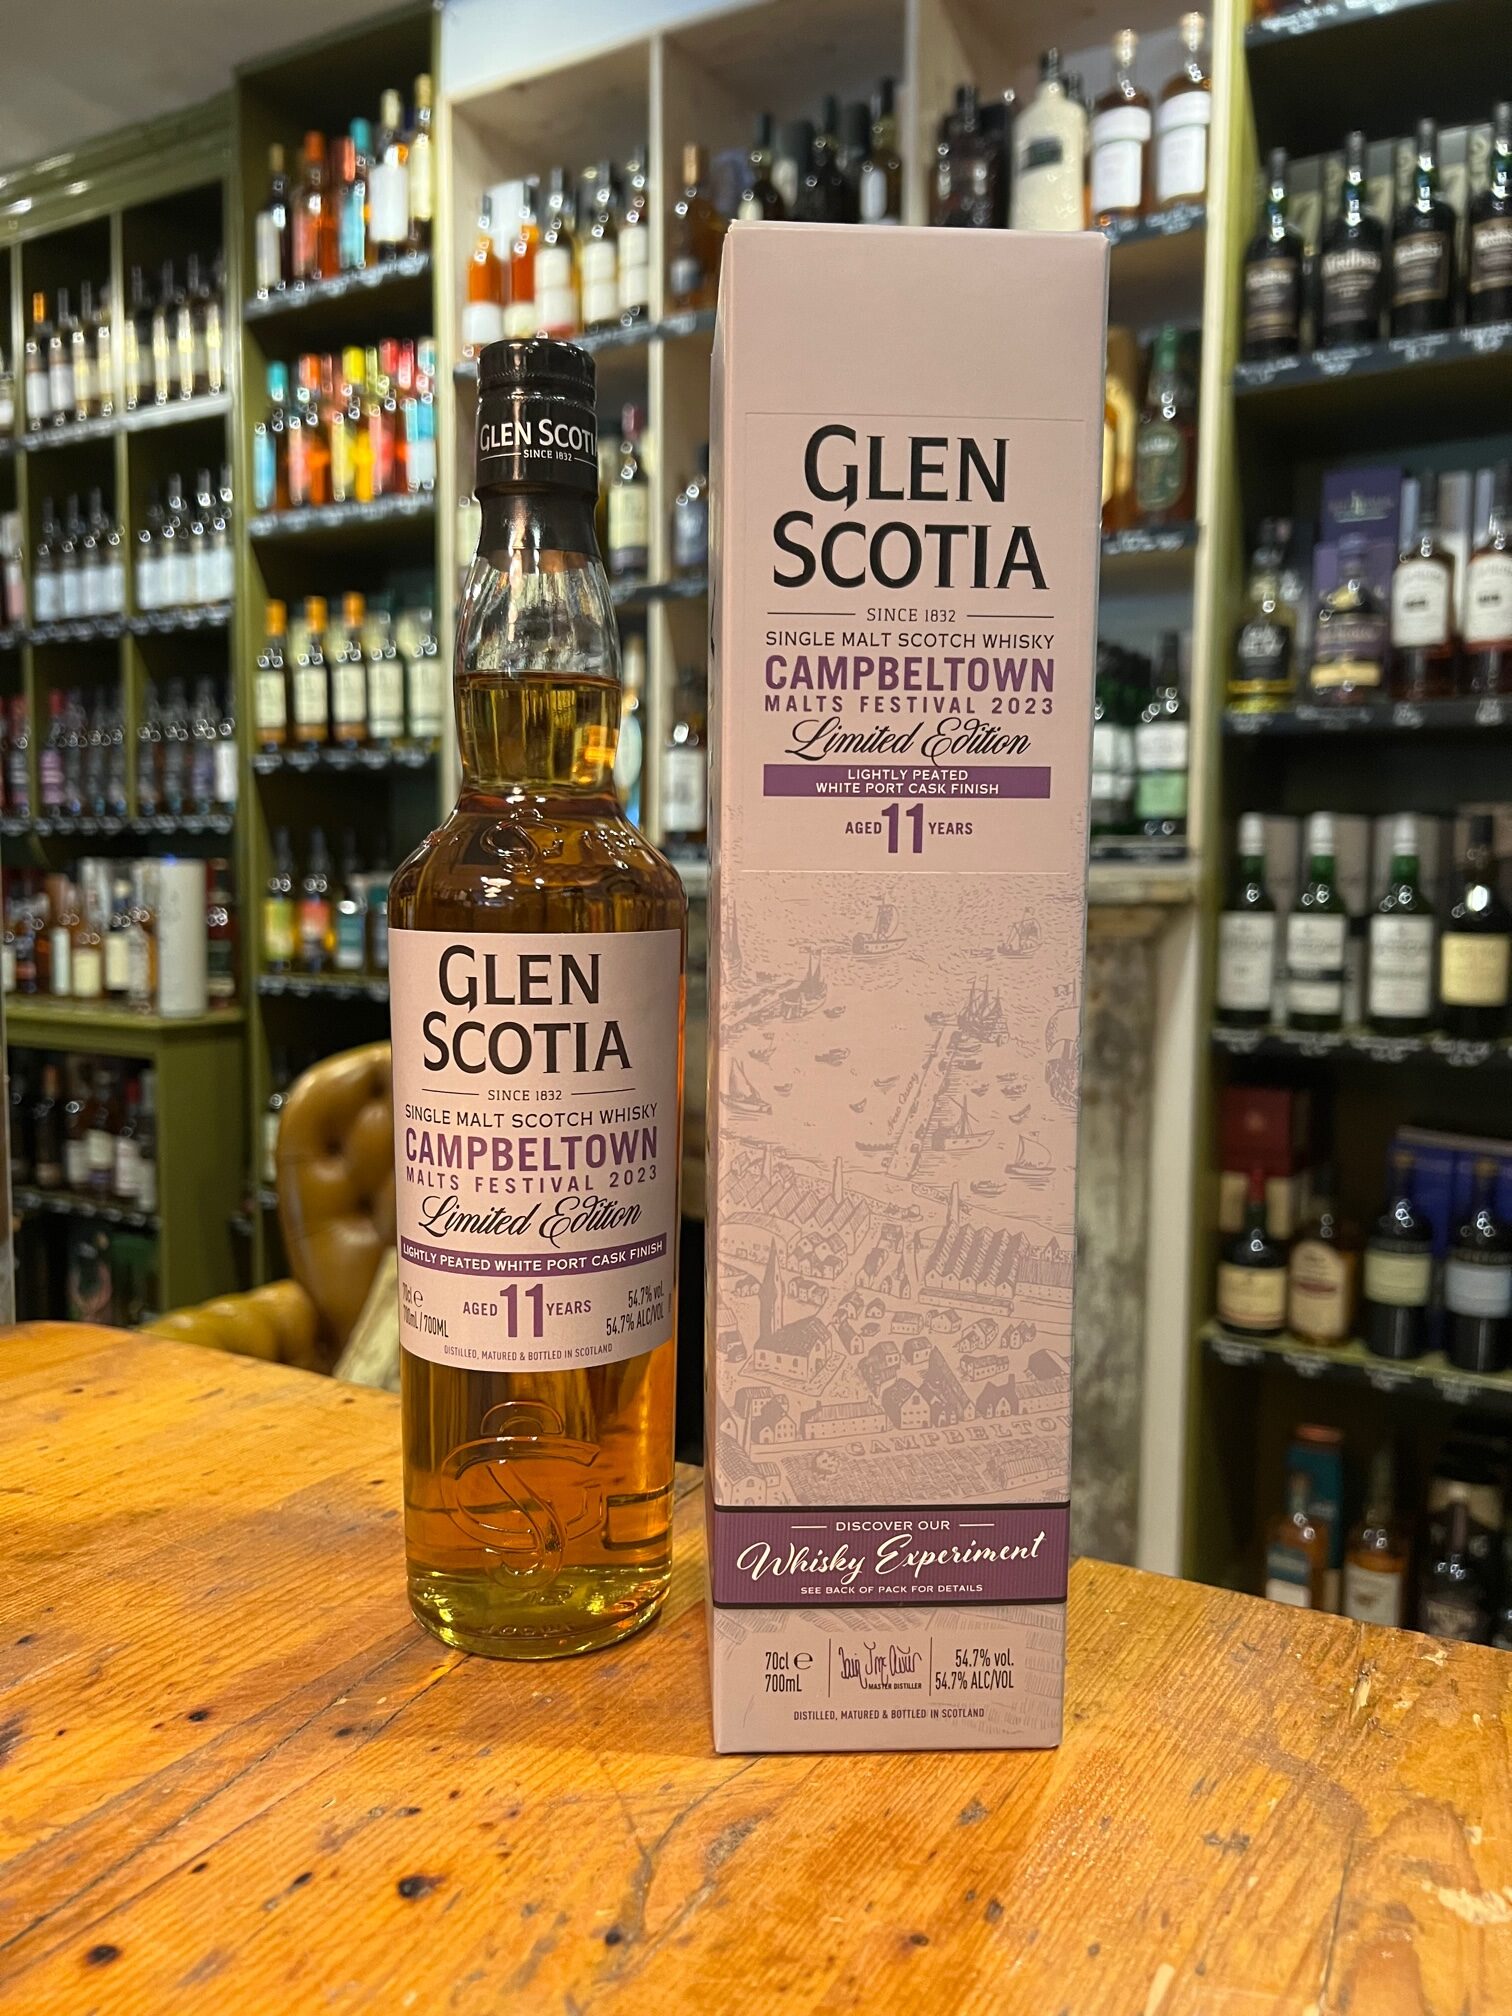 GLEN SCOTI
SINCE 1832
GLEN
SCOTIA
SINCE 1832
SINGLE MALT SCOTCH WHISKY
CAMPBELTOWN
MALTS FESTIVAL 2023
Limited Edition
LIGHTLY PEATED WHITE PORT CASK FINISH
AGED 11 YEARS
70cl e
700mL / 700ML
54.7% vol.
54.7% ALC/VOL
DISTILLED, MATURED & BOTTLED IN SCOTLAND
GLEN
SCOTIA
SINCE 1832
SINGLE MALT SCOTCH WHISKY
CAMPBELTOWN
MALTS FESTIVAL 2023
Limited Edition
LIGHTLY PEATED
WHITE PORT CASK FINISH
AGED 11 YEARS
CAMPBELTOW
DISCOVER OUR
Whisky Experiment
SEE BACK OF PACK FOR DETAILS
70cl e
700mL
MASTER DISTILLER
54.7% vol.
54.7% ALC/VOL
DISTILLED, MATURED & BOTTLED IN SCOTLAND